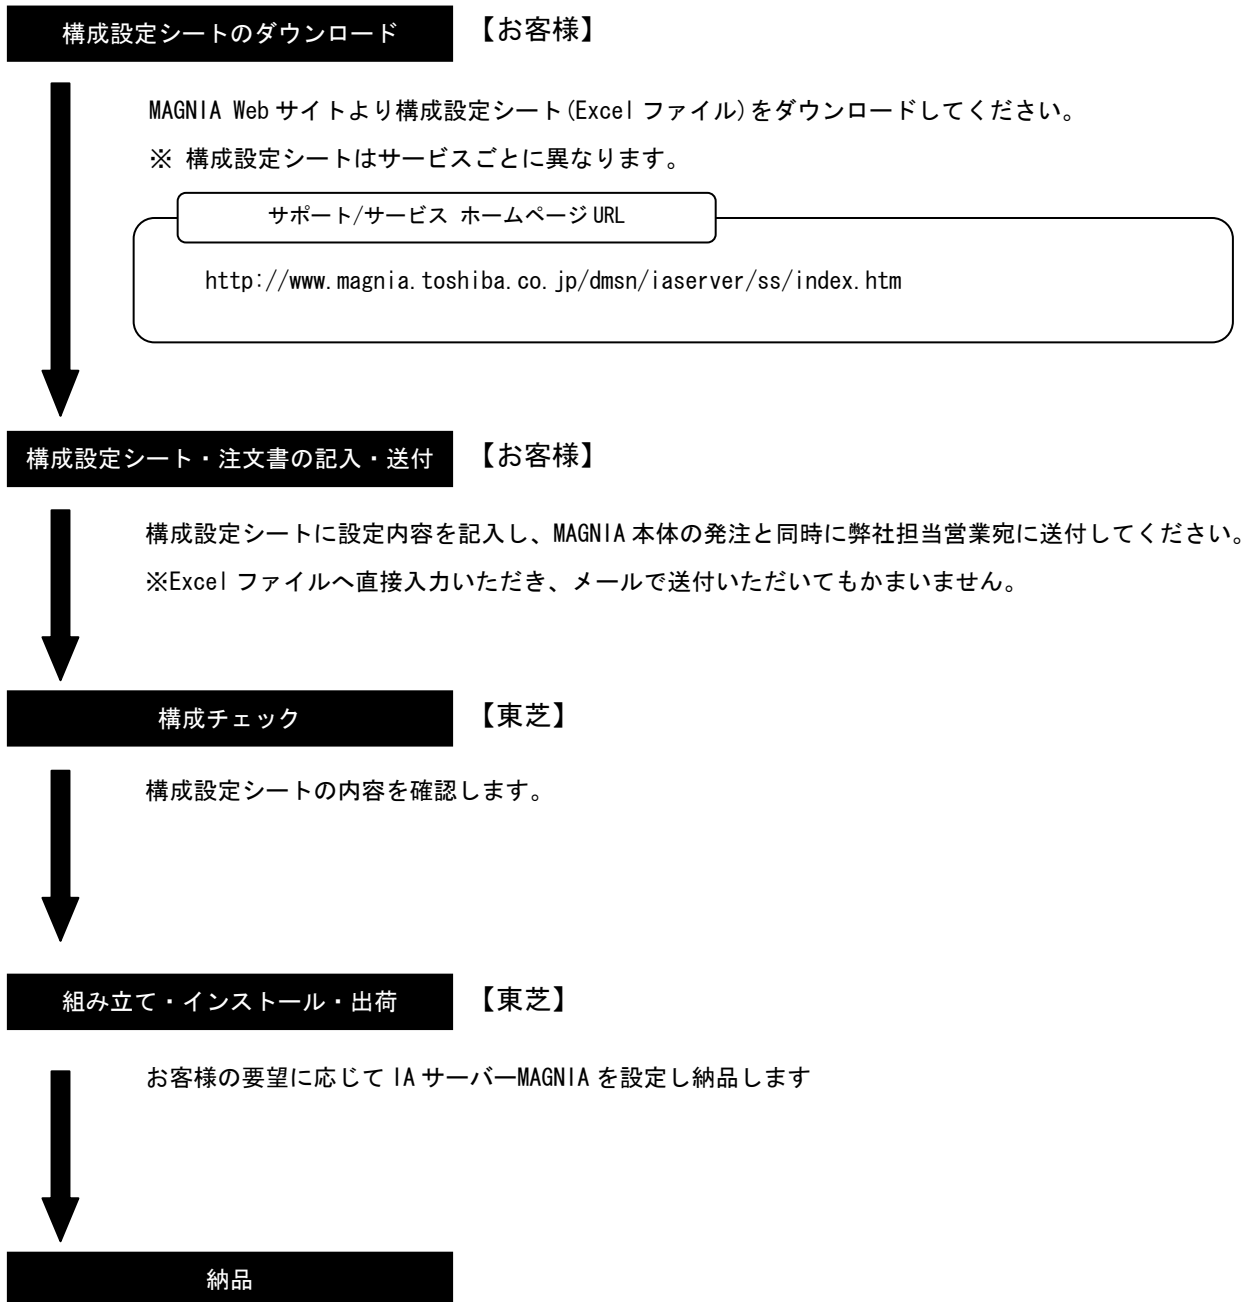 構成設定シートのダウンロード 【お客様】
MAGNIA Web サイトより構成設定シート(Excel ファイル)をダウンロードしてください。
※ 構成設定シートはサービスごとに異なります。
サポート/サービス ホームページ URL
http://www.magnia.toshiba.co.jp/dmsn/iaserver/ss/index.htm
構成設定シート・注文書の記入・送付 【お客様】
構成設定シートに設定内容を記入し、MAGNIA 本体の発注と同時に弊社担当営業宛に送付してください。
※Excel ファイルへ直接入力いただき、メールで送付いただいてもかまいません。
構成チェック 【東芝】
構成設定シートの内容を確認します。
組み立て・インストール・出荷 【東芝】
お客様の要望に応じて IA サーバーMAGNIA を設定し納品します
納品